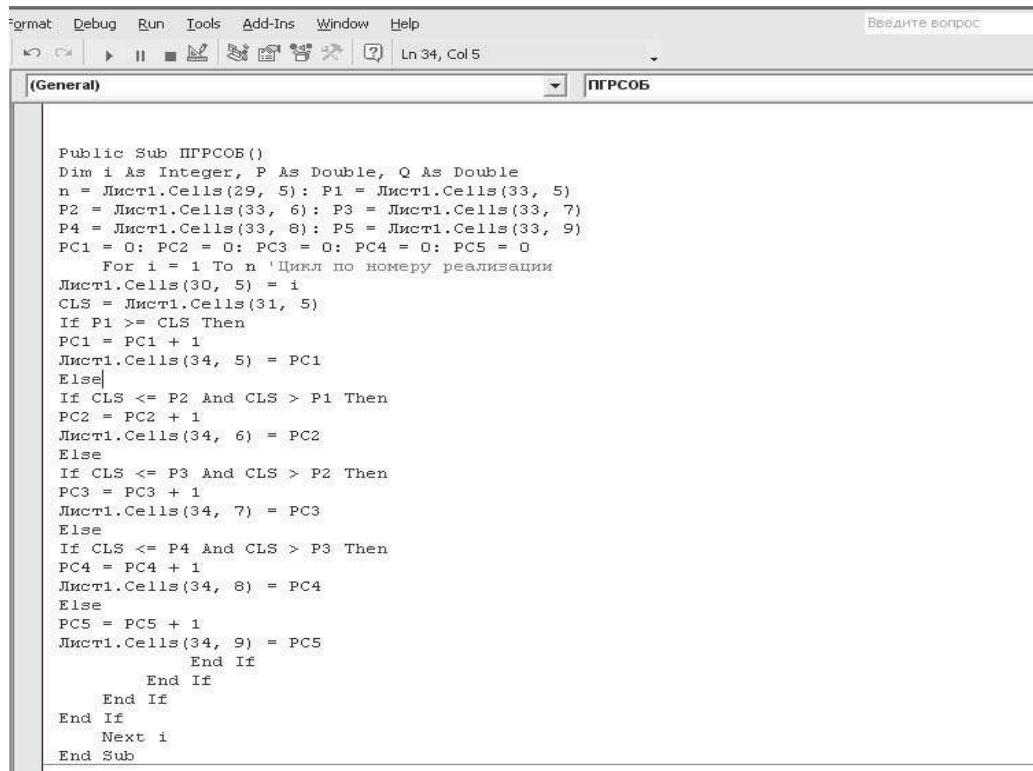 Format Debug Run Tools Add-Ins Window Help Введите вопрос
Ln 34, Col 5
(General) ПГРСОБ
Public Sub ПГРСОБ()
Dim i As Integer, P As Double, Q As Double
n = Лист1.Cells(29, 5): P1 = Лист1.Cells(33, 5)
P2 = Лист1.Cells(33, 6): P3 = Лист1.Cells(33, 7)
P4 = Лист1.Cells(33, 8): P5 = Лист1.Cells(33, 9)
PC1 = 0: PC2 = 0: PC3 = 0: PC4 = 0: PC5 = 0
For i = 1 To n 'Цикл по номеру реализации
Лист1.Cells(30, 5) = i
CLS = Лист1.Cells(31, 5)
If P1 >= CLS Then
PC1 = PC1 + 1
Лист1.Cells(34, 5) = PC1
Else
If CLS <= P2 And CLS > P1 Then
PC2 = PC2 + 1
Лист1.Cells(34, 6) = PC2
Else
If CLS <= P3 And CLS > P2 Then
PC3 = PC3 + 1
Лист1.Cells(34, 7) = PC3
Else
If CLS <= P4 And CLS > P3 Then
PC4 = PC4 + 1
Лист1.Cells(34, 8) = PC4
Else
PC5 = PC5 + 1
Лист1.Cells(34, 9) = PC5
End If
End If
End If
End If
Next i
End Sub